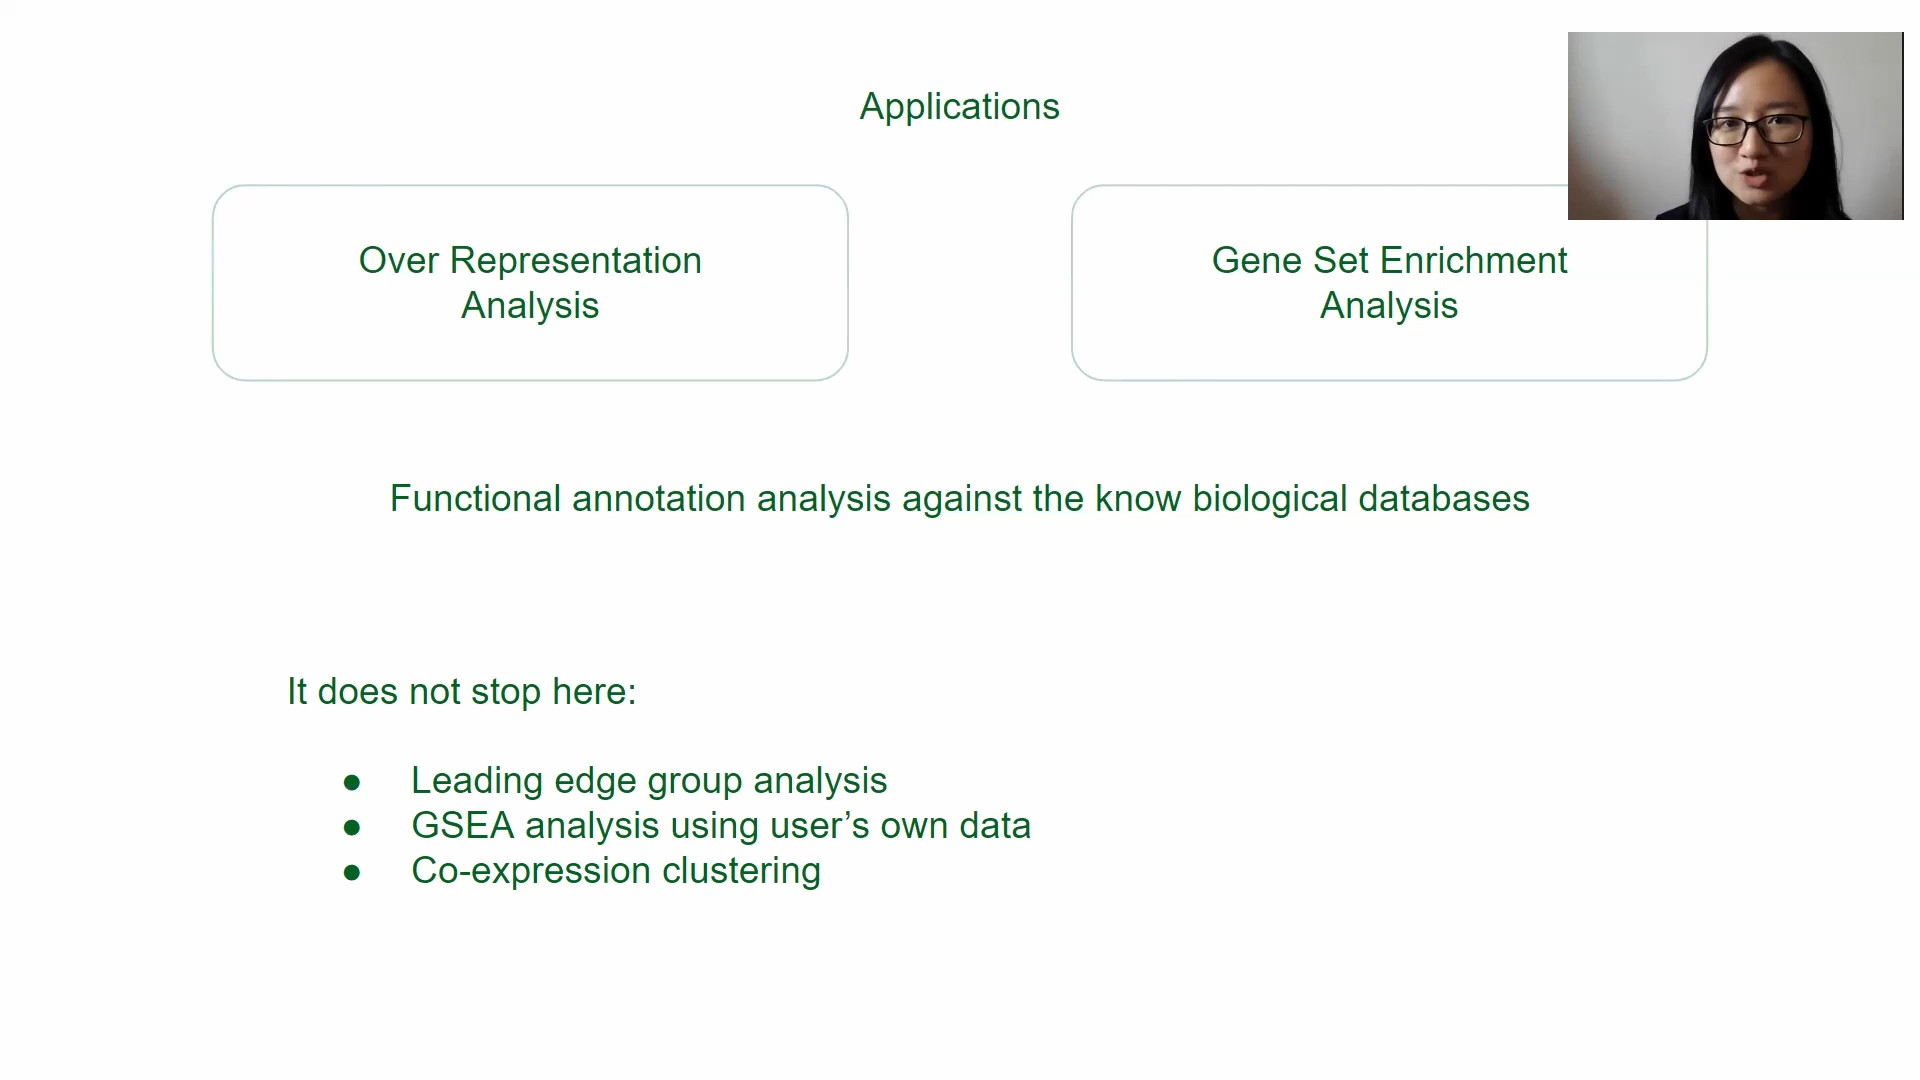 Applications
Over Representation
Analysis
Gene Set Enrichment
Analysis
Functional annotation analysis against the know biological databases
It does not stop here:
● Leading edge group analysis
● GSEA analysis using user’s own data
● Co-expression clustering